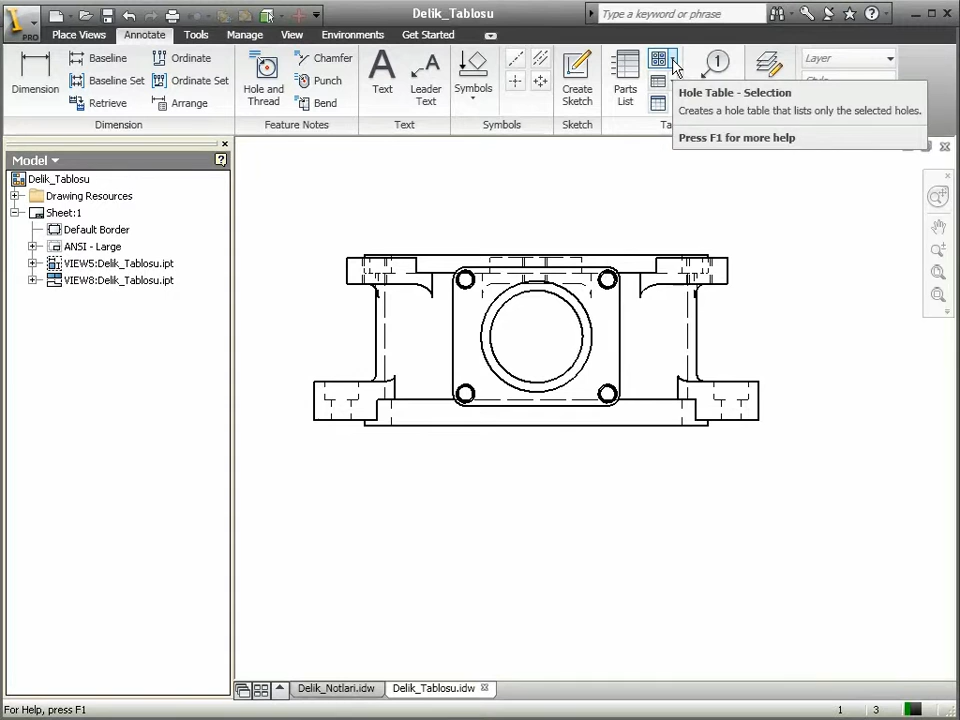 Delik_Tablosu
Type a keyword or phrase
PRO
Place Views
Annotate
Tools
Manage
View
Environments
Get Started
Dimension
Baseline
Baseline Set
Retrieve
Ordinate
Ordinate Set
Arrange
Dimension
Hole and Thread
Chamfer
Punch
Bend
Feature Notes
Text
Leader Text
Text
Symbols
Symbols
Create Sketch
Sketch
Parts List
1
Layer
Hole Table - Selection
Creates a hole table that lists only the selected holes.
Press F1 for more help
Model
Delik_Tablosu
Drawing Resources
Sheet:1
Default Border
ANSI - Large
VIEW5:Delik_Tablosu.ipt
VIEW8:Delik_Tablosu.ipt
Delik_Notlari.idw
Delik_Tablosu.idw
For Help, press F1
1
3